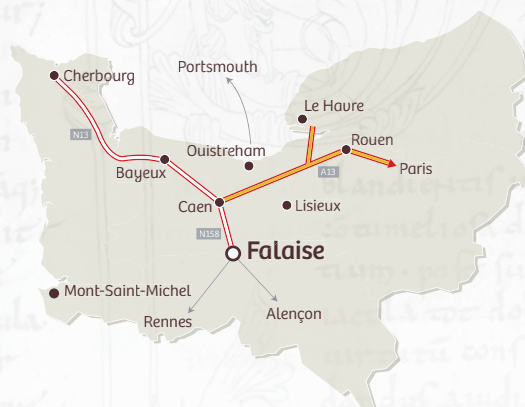 Portsmouth
Cherbourg
Le Havre
N13
Rouen
Ouistreham
Bayeux
A13
Paris
Caen
Lisieux
N158
Falaise
Mont-Saint-Michel
Rennes
Alençon